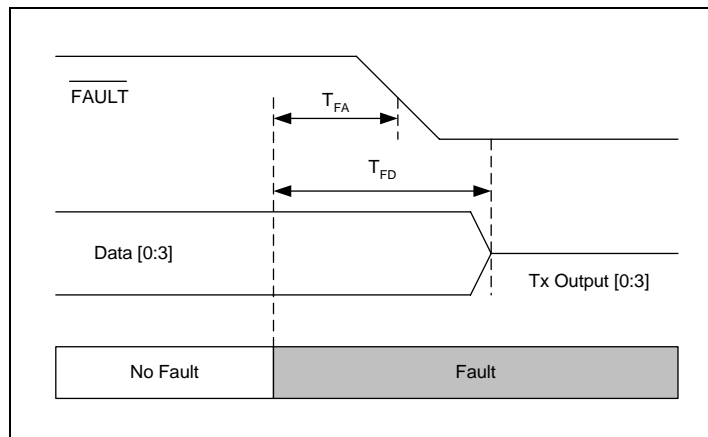 FAULT
T_FA
T_FD
Data [0:3]
Tx Output [0:3]
No Fault
Fault